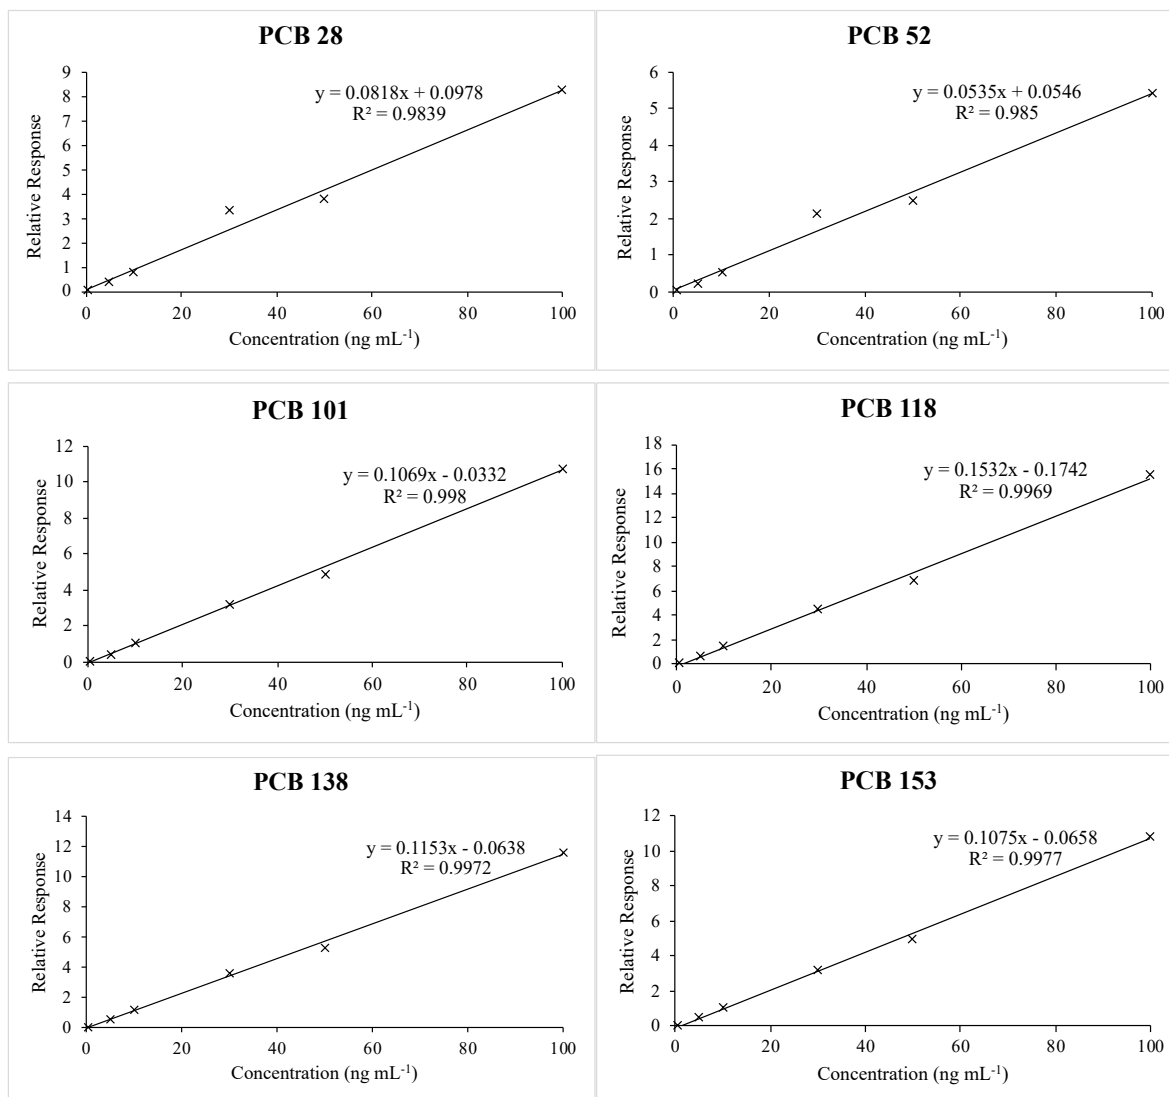 PCB 28
y = 0.0818x + 0.0978
R² = 0.9839
Relative Response
9
8
7
6
5
4
3
2
1
0
0 20 40 60 80 100
Concentration (ng mL⁻¹)
PCB 52
y = 0.0535x + 0.0546
R² = 0.985
Relative Response
6
5
4
3
2
1
0
0 20 40 60 80 100
Concentration (ng mL⁻¹)
PCB 101
y = 0.1069x - 0.0332
R² = 0.998
Relative Response
12
10
8
6
4
2
0
0 20 40 60 80 100
Concentration (ng mL⁻¹)
PCB 118
y = 0.1532x - 0.1742
R² = 0.9969
Relative Response
18
16
14
12
10
8
6
4
2
0
0 20 40 60 80 100
Concentration (ng mL⁻¹)
PCB 138
y = 0.1153x - 0.0638
R² = 0.9972
Relative Response
14
12
10
8
6
4
2
0
0 20 40 60 80 100
Concentration (ng mL⁻¹)
PCB 153
y = 0.1075x - 0.0658
R² = 0.9977
Relative Response
12
10
8
6
4
2
0
0 20 40 60 80 100
Concentration (ng mL⁻¹)